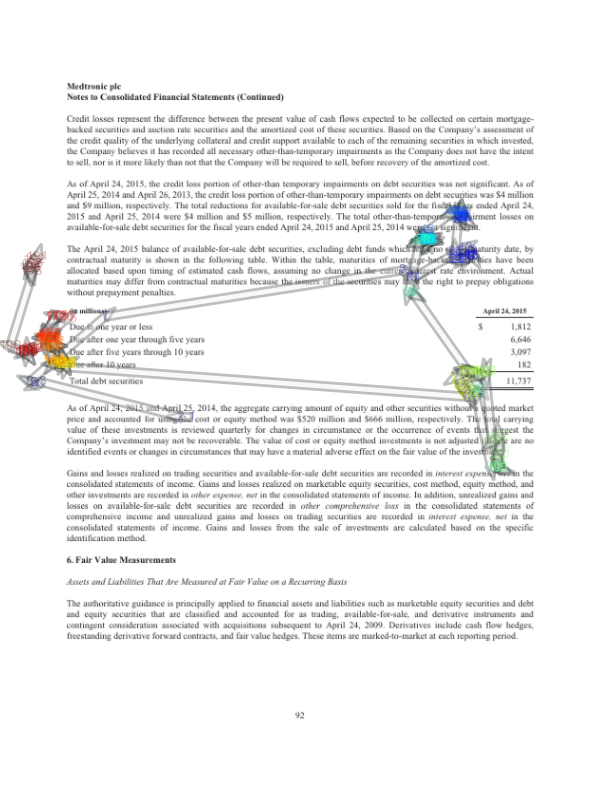 Medtronic plc
Notes to Consolidated Financial Statements (Continued)
Credit losses represent the difference between the present value of cash flows expected to be collected on certain mortgage-
backed securities and auction rate securities and the amortized cost of these securities. Based on the Company's assessment of
the credit quality of the underlying collateral and credit support available to each of the remaining securities in which invested,
the Company believes it has recorded all necessary other-than-temporary impairments as the Company does not have the intent
to sell, nor is it more likely than not that the Company will be required to sell, before recovery of the amortized cost.
As of April 24, 2015, the credit loss portion of other-than temporary impairments on debt securities was not significant. As of
April 25, 2014 and April 26, 2013, the credit loss portion of other-than-temporary impairments on debt securities was $4 million
and $9 million, respectively. The total reductions for available-for-sale debt securities sold for the fiscal years ended April 24,
2015 and April 25, 2014 were $4 million and $5 million, respectively. The total other-than-temporary impairment losses on
available-for-sale debt securities for the fiscal years ended April 24, 2015 and April 25, 2014 were not significant.
The April 24, 2015 balance of available-for-sale debt securities, excluding debt funds which have no single maturity date, by
contractual maturity is shown in the following table. Within the table, maturities of mortgage-backed securities have been
allocated based upon timing of estimated cash flows, assuming no change in the current interest rate environment. Actual
maturities may differ from contractual maturities because the issuers of the securities may have the right to prepay obligations
without prepayment penalties.
(in millions) April 24, 2015
Due in one year or less $ 1,812
Due after one year through five years 6,646
Due after five years through 10 years 3,097
Due after 10 years 182
Total debt securities 11,737
As of April 24, 2015 and April 25, 2014, the aggregate carrying amount of equity and other securities without a quoted market
price and accounted for using the cost or equity method was $520 million and $666 million, respectively. The total carrying
value of these investments is reviewed quarterly for changes in circumstance or the occurrence of events that suggest the
Company's investment may not be recoverable. The value of cost or equity method investments is not adjusted if there are no
identified events or changes in circumstances that may have a material adverse effect on the fair value of the investment.
Gains and losses realized on trading securities and available-for-sale debt securities are recorded in interest expense, net in the
consolidated statements of income. Gains and losses realized on marketable equity securities, cost method, equity method, and
other investments are recorded in other expense, net in the consolidated statements of income. In addition, unrealized gains and
losses on available-for-sale debt securities are recorded in other comprehensive loss in the consolidated statements of
comprehensive income and unrealized gains and losses on trading securities are recorded in interest expense, net in the
consolidated statements of income. Gains and losses from the sale of investments are calculated based on the specific
identification method.
6. Fair Value Measurements
Assets and Liabilities That Are Measured at Fair Value on a Recurring Basis
The authoritative guidance is principally applied to financial assets and liabilities such as marketable equity securities and debt
and equity securities that are classified and accounted for as trading, available-for-sale, and derivative instruments and
contingent consideration associated with acquisitions subsequent to April 24, 2009. Derivatives include cash flow hedges,
freestanding derivative forward contracts, and fair value hedges. These items are marked-to-market at each reporting period.
92